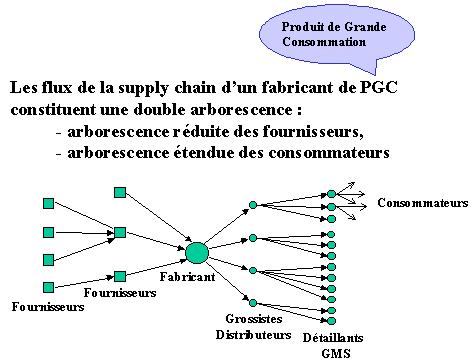 Produit de Grande
Consommation
Les flux de la supply chain d'un fabricant de PGC
constituent une double arborescence :
- arborescence réduite des fournisseurs,
- arborescence étendue des consommateurs
Consommateurs
Fabricant
Fournisseurs
Fournisseurs
Grossistes
Distributeurs
Détaillants
GMS